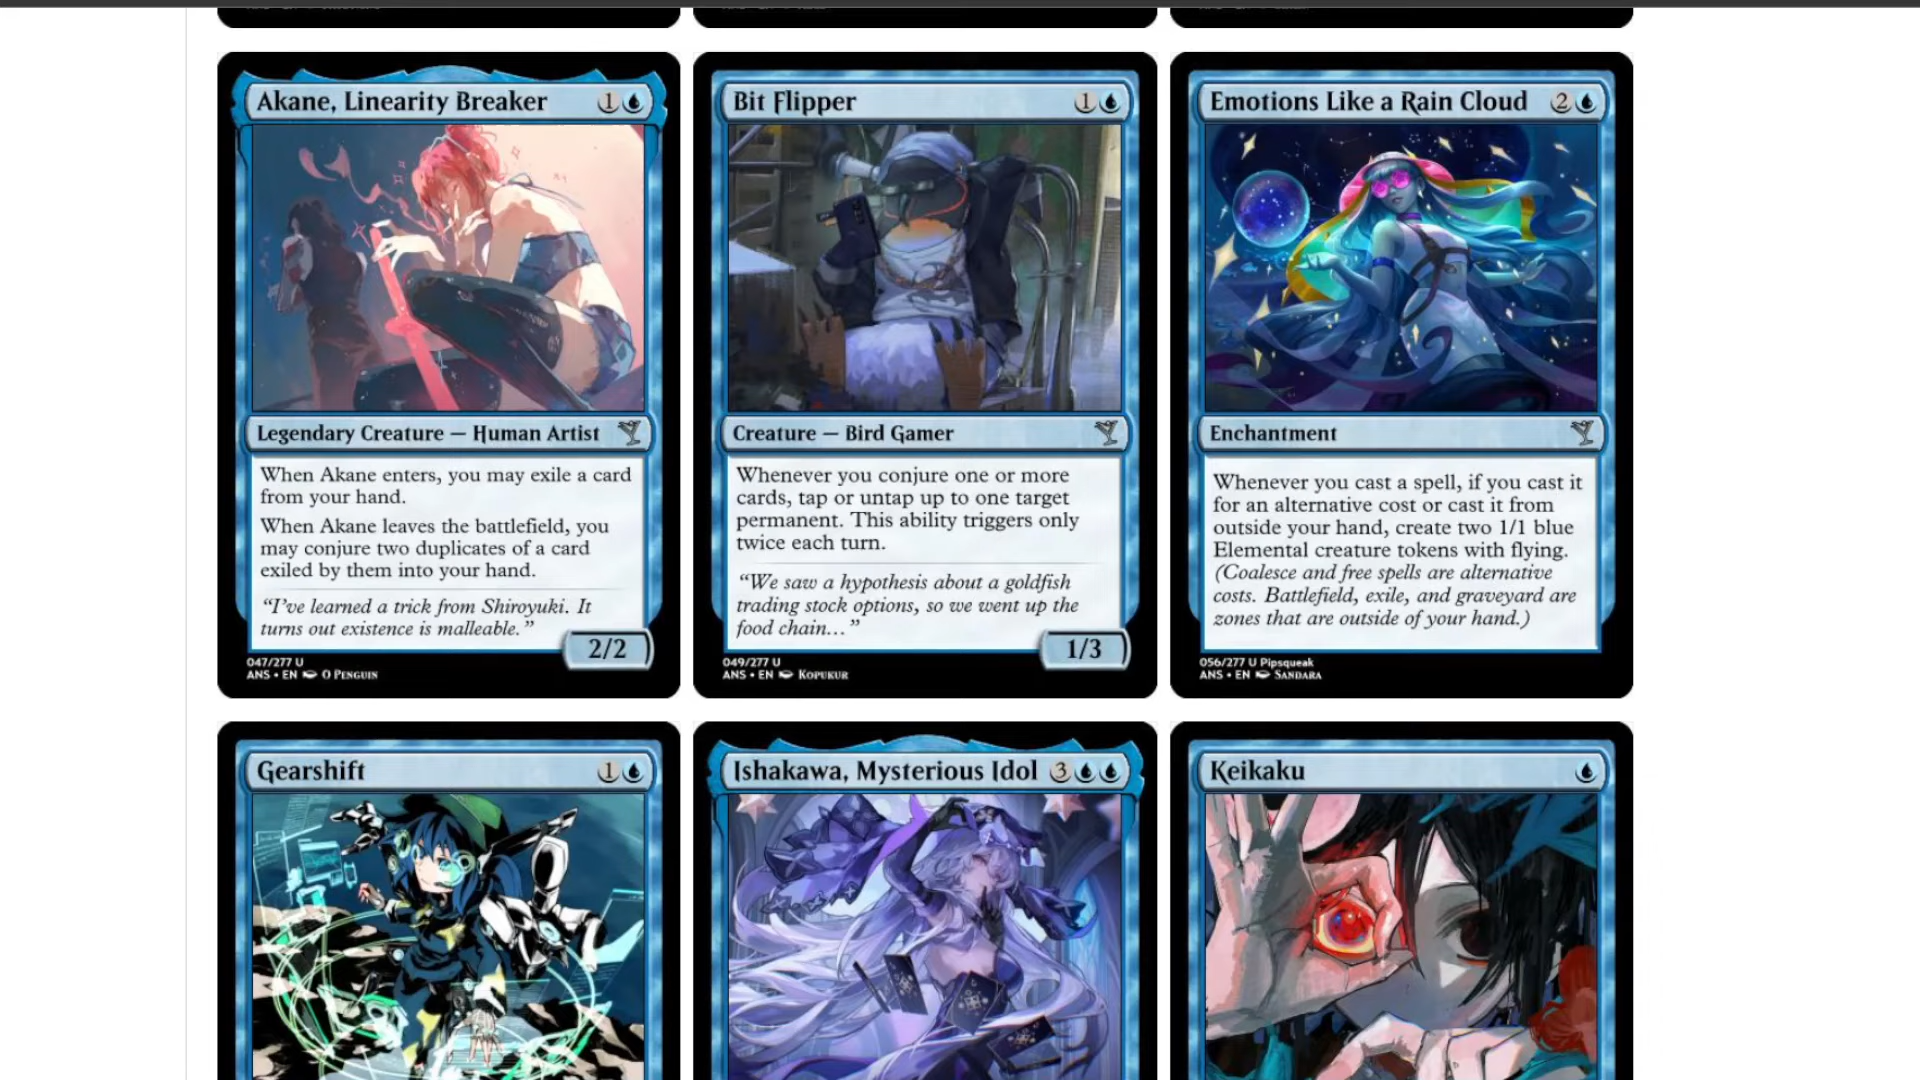 Akane, Linearity Breaker 1
Legendary Creature — Human Artist
When Akane enters, you may exile a card
from your hand.
When Akane leaves the battlefield, you
may conjure two duplicates of a card
exiled by them into your hand.
“I’ve learned a trick from Shiroyuki. It
turns out existence is malleable.”
2/2
047/277 U
ANS • EN O Penguin
Bit Flipper 1
Creature — Bird Gamer
Whenever you conjure one or more
cards, tap or untap up to one target
permanent. This ability triggers only
twice each turn.
“We saw a hypothesis about a goldfish
trading stock options, so we went up the
food chain…”
1/3
049/277 U
ANS • EN Kopukur
Emotions Like a Rain Cloud 2
Enchantment
Whenever you cast a spell, if you cast it
for an alternative cost or cast it from
outside your hand, create two 1/1 blue
Elemental creature tokens with flying.
(Coalesce and free spells are alternative
costs. Battlefield, exile, and graveyard are
zones that are outside of your hand.)
056/277 U Pipsqueak
ANS • EN Sandara
Gearshift 1
Ishakawa, Mysterious Idol 3
Keikaku